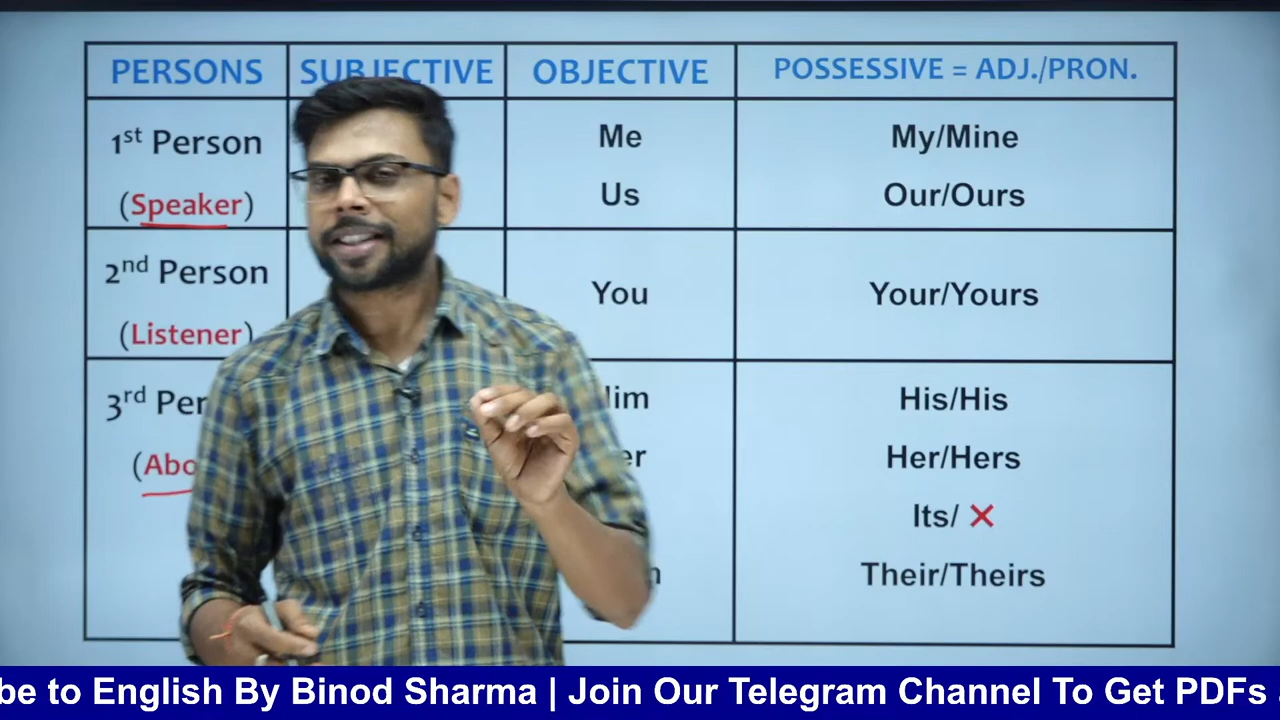 PERSONS SUBJECTIVE OBJECTIVE POSSESSIVE = ADJ./PRON.
1st Person Me My/Mine
(Speaker) Us Our/Ours
2nd Person You Your/Yours
(Listener)
3rd His/His
Her/Hers
Its/ ✕
Their/Theirs
to English By Binod Sharma | Join Our Telegram Channel To Get PDFs